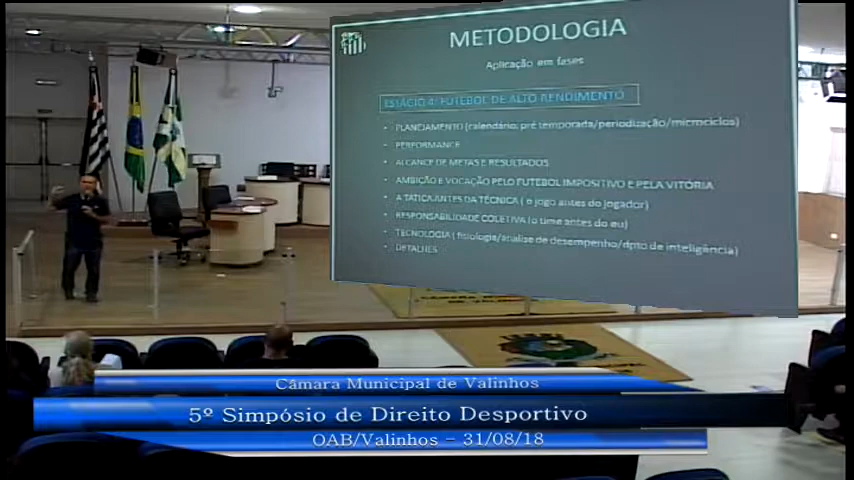 METODOLOGIA
Aplicação em fases
ESTÁGIO 4: FUTEBOL DE ALTO RENDIMENTO
• PLANEJAMENTO (calendário: pré temporada/periodização/microciclos)
• PERFORMANCE
• ALCANCE DE METAS E RESULTADOS
• AMBIÇÃO E VOCAÇÃO PELO FUTEBOL IMPOSITIVO E PELA VITÓRIA
• A TATICA ANTES DA TÉCNICA ( o jogo antes do jogador)
• RESPONSABILIDADE COLETIVA (o time antes do eu)
• TECNOLOGIA ( fisiologia/analise de desempenho/dpto de inteligência)
• DETALHES
Câmara Municipal de Valinhos
5º Simpósio de Direito Desportivo
OAB/Valinhos - 31/08/18